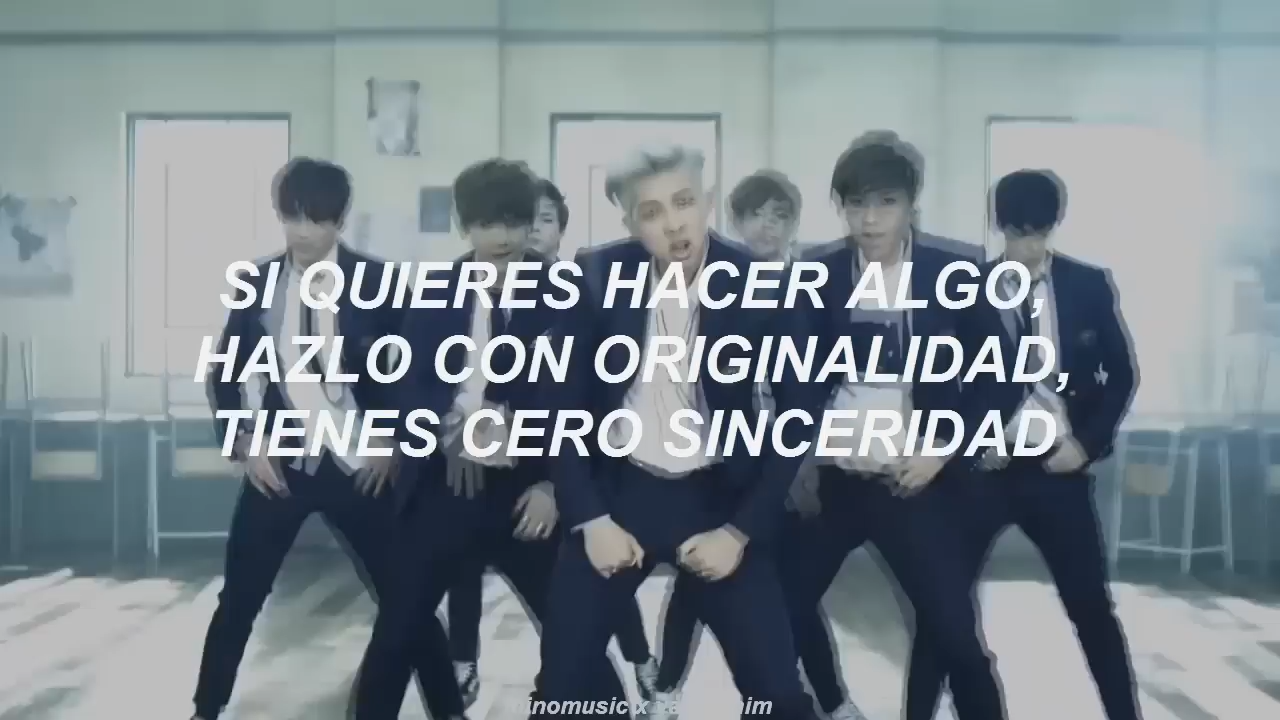 SI QUIERES HACER ALGO,
HAZLO CON ORIGINALIDAD,
TIENES CERO SINCERIDAD